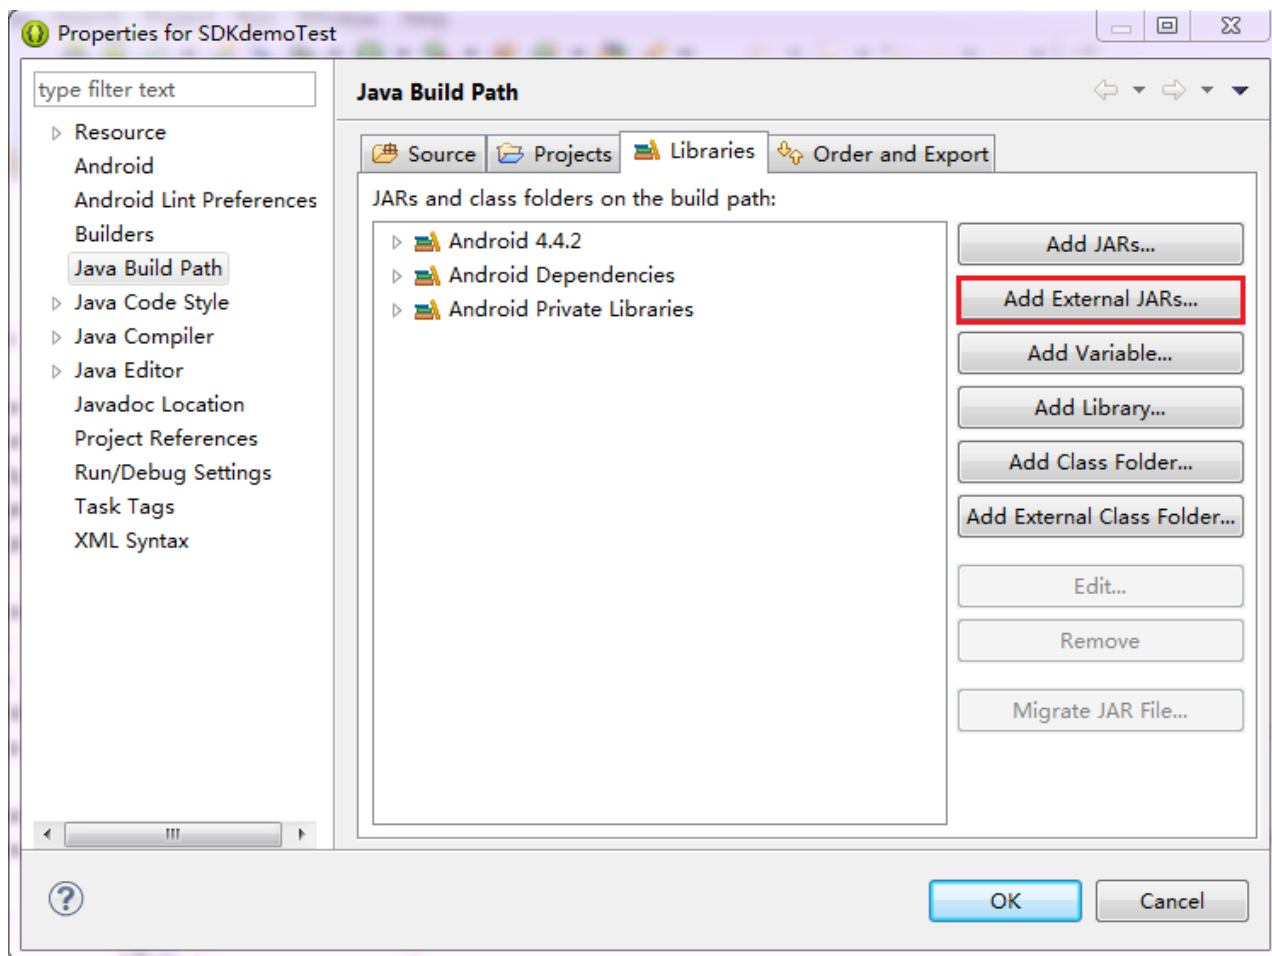 Properties for SDKdemoTest
type filter text
Resource
Android
Android Lint Preferences
Builders
Java Build Path
Java Code Style
Java Compiler
Java Editor
Javadoc Location
Project References
Run/Debug Settings
Task Tags
XML Syntax
Java Build Path
Source
Projects
Libraries
Order and Export
JARs and class folders on the build path:
Android 4.4.2
Android Dependencies
Android Private Libraries
Add JARs...
Add External JARs...
Add Variable...
Add Library...
Add Class Folder...
Add External Class Folder...
Edit...
Remove
Migrate JAR File...
OK
Cancel